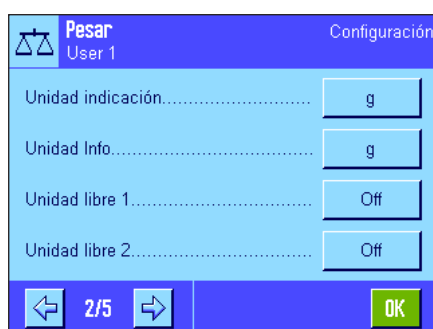 Pesar
Configuración
User 1
Unidad indicación........................... g
Unidad Info.................................... g
Unidad libre 1................................ Off
Unidad libre 2................................ Off
2/5
OK